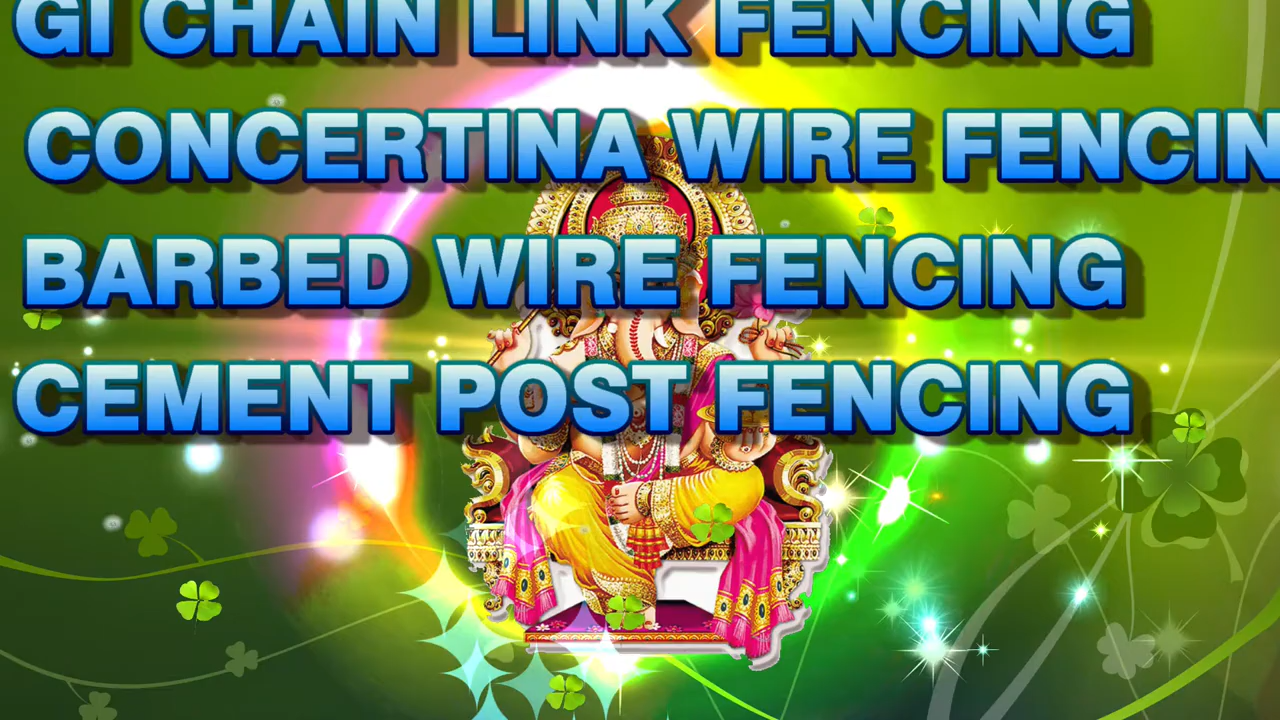 GI CHAIN LINK FENCING
CONCERTINA WIRE FENCIN
BARBED WIRE FENCING
CEMENT POST FENCING